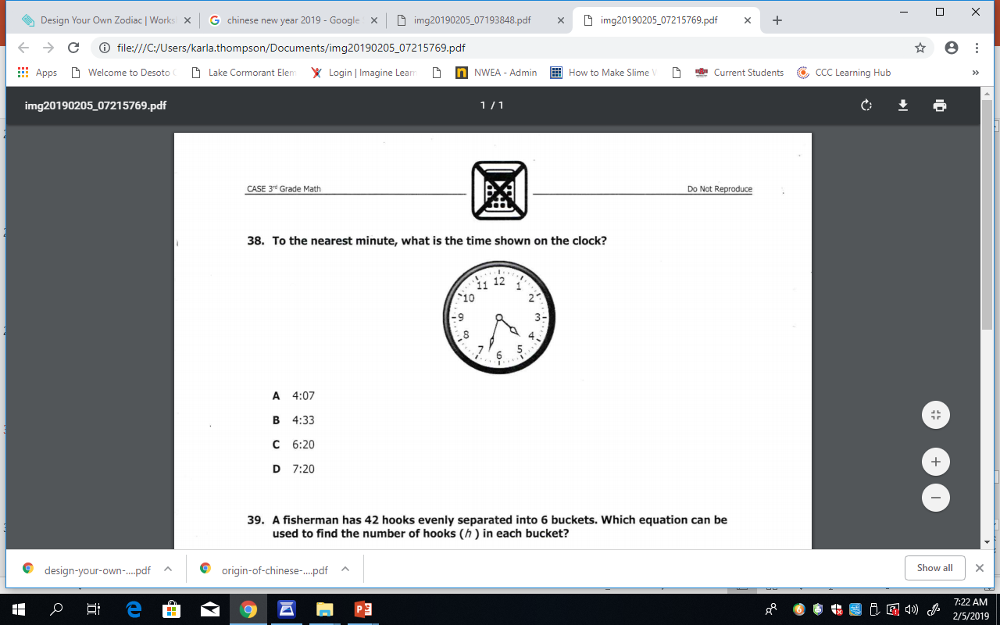 Design Your Own Zodiac | Works
chinese new year 2019 - Google
img20190205_07193848.pdf
img20190205_07215769.pdf
file:///C:/Users/karla.thompson/Documents/img20190205_07215769.pdf
Apps
Welcome to Desoto
Lake Cormorant Elem
Login | Imagine Learn
NWEA - Admin
How to Make Slime
Current Students
CCC Learning Hub
»
img20190205_07215769.pdf
1 / 1
CASE 3rd Grade Math
Do Not Reproduce
38. To the nearest minute, what is the time shown on the clock?
12
11 1
10 2
9 3
8 4
7 5
6
A 4:07
B 4:33
C 6:20
D 7:20
39. A fisherman has 42 hooks evenly separated into 6 buckets. Which equation can be
used to find the number of hooks (h) in each bucket?
design-your-own-....pdf
origin-of-chinese-....pdf
Show all
7:22 AM
2/5/2019